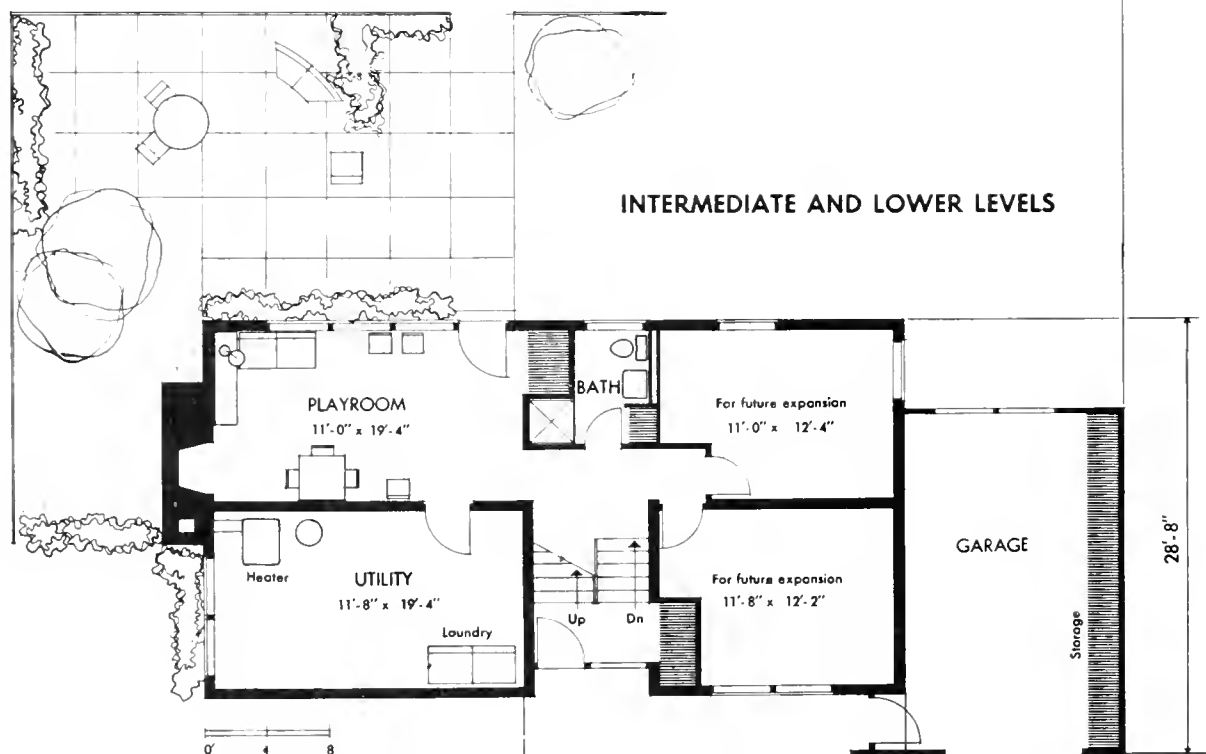 INTERMEDIATE AND LOWER LEVELS
PLAYROOM
11'-0" x 19'-4"
BATH
For future expansion
11'-0" x 12'-4"
Heater
UTILITY
11'-8" x 19'-4"
Laundry
Up
Dn
For future expansion
11'-8" x 12'-2"
GARAGE
Storage
28'-8"
0' 4 8